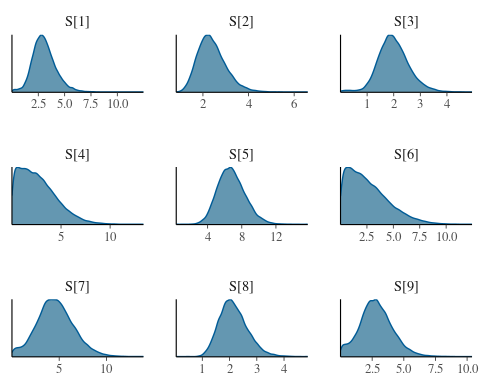 S[1] S[2] S[3]
2.5 5.0 7.5 10.0 2 4 6 1 2 3 4
S[4] S[5] S[6]
5 10 4 8 12 2.5 5.0 7.5 10.0
S[7] S[8] S[9]
5 10 1 2 3 4 2.5 5.0 7.5 10.0